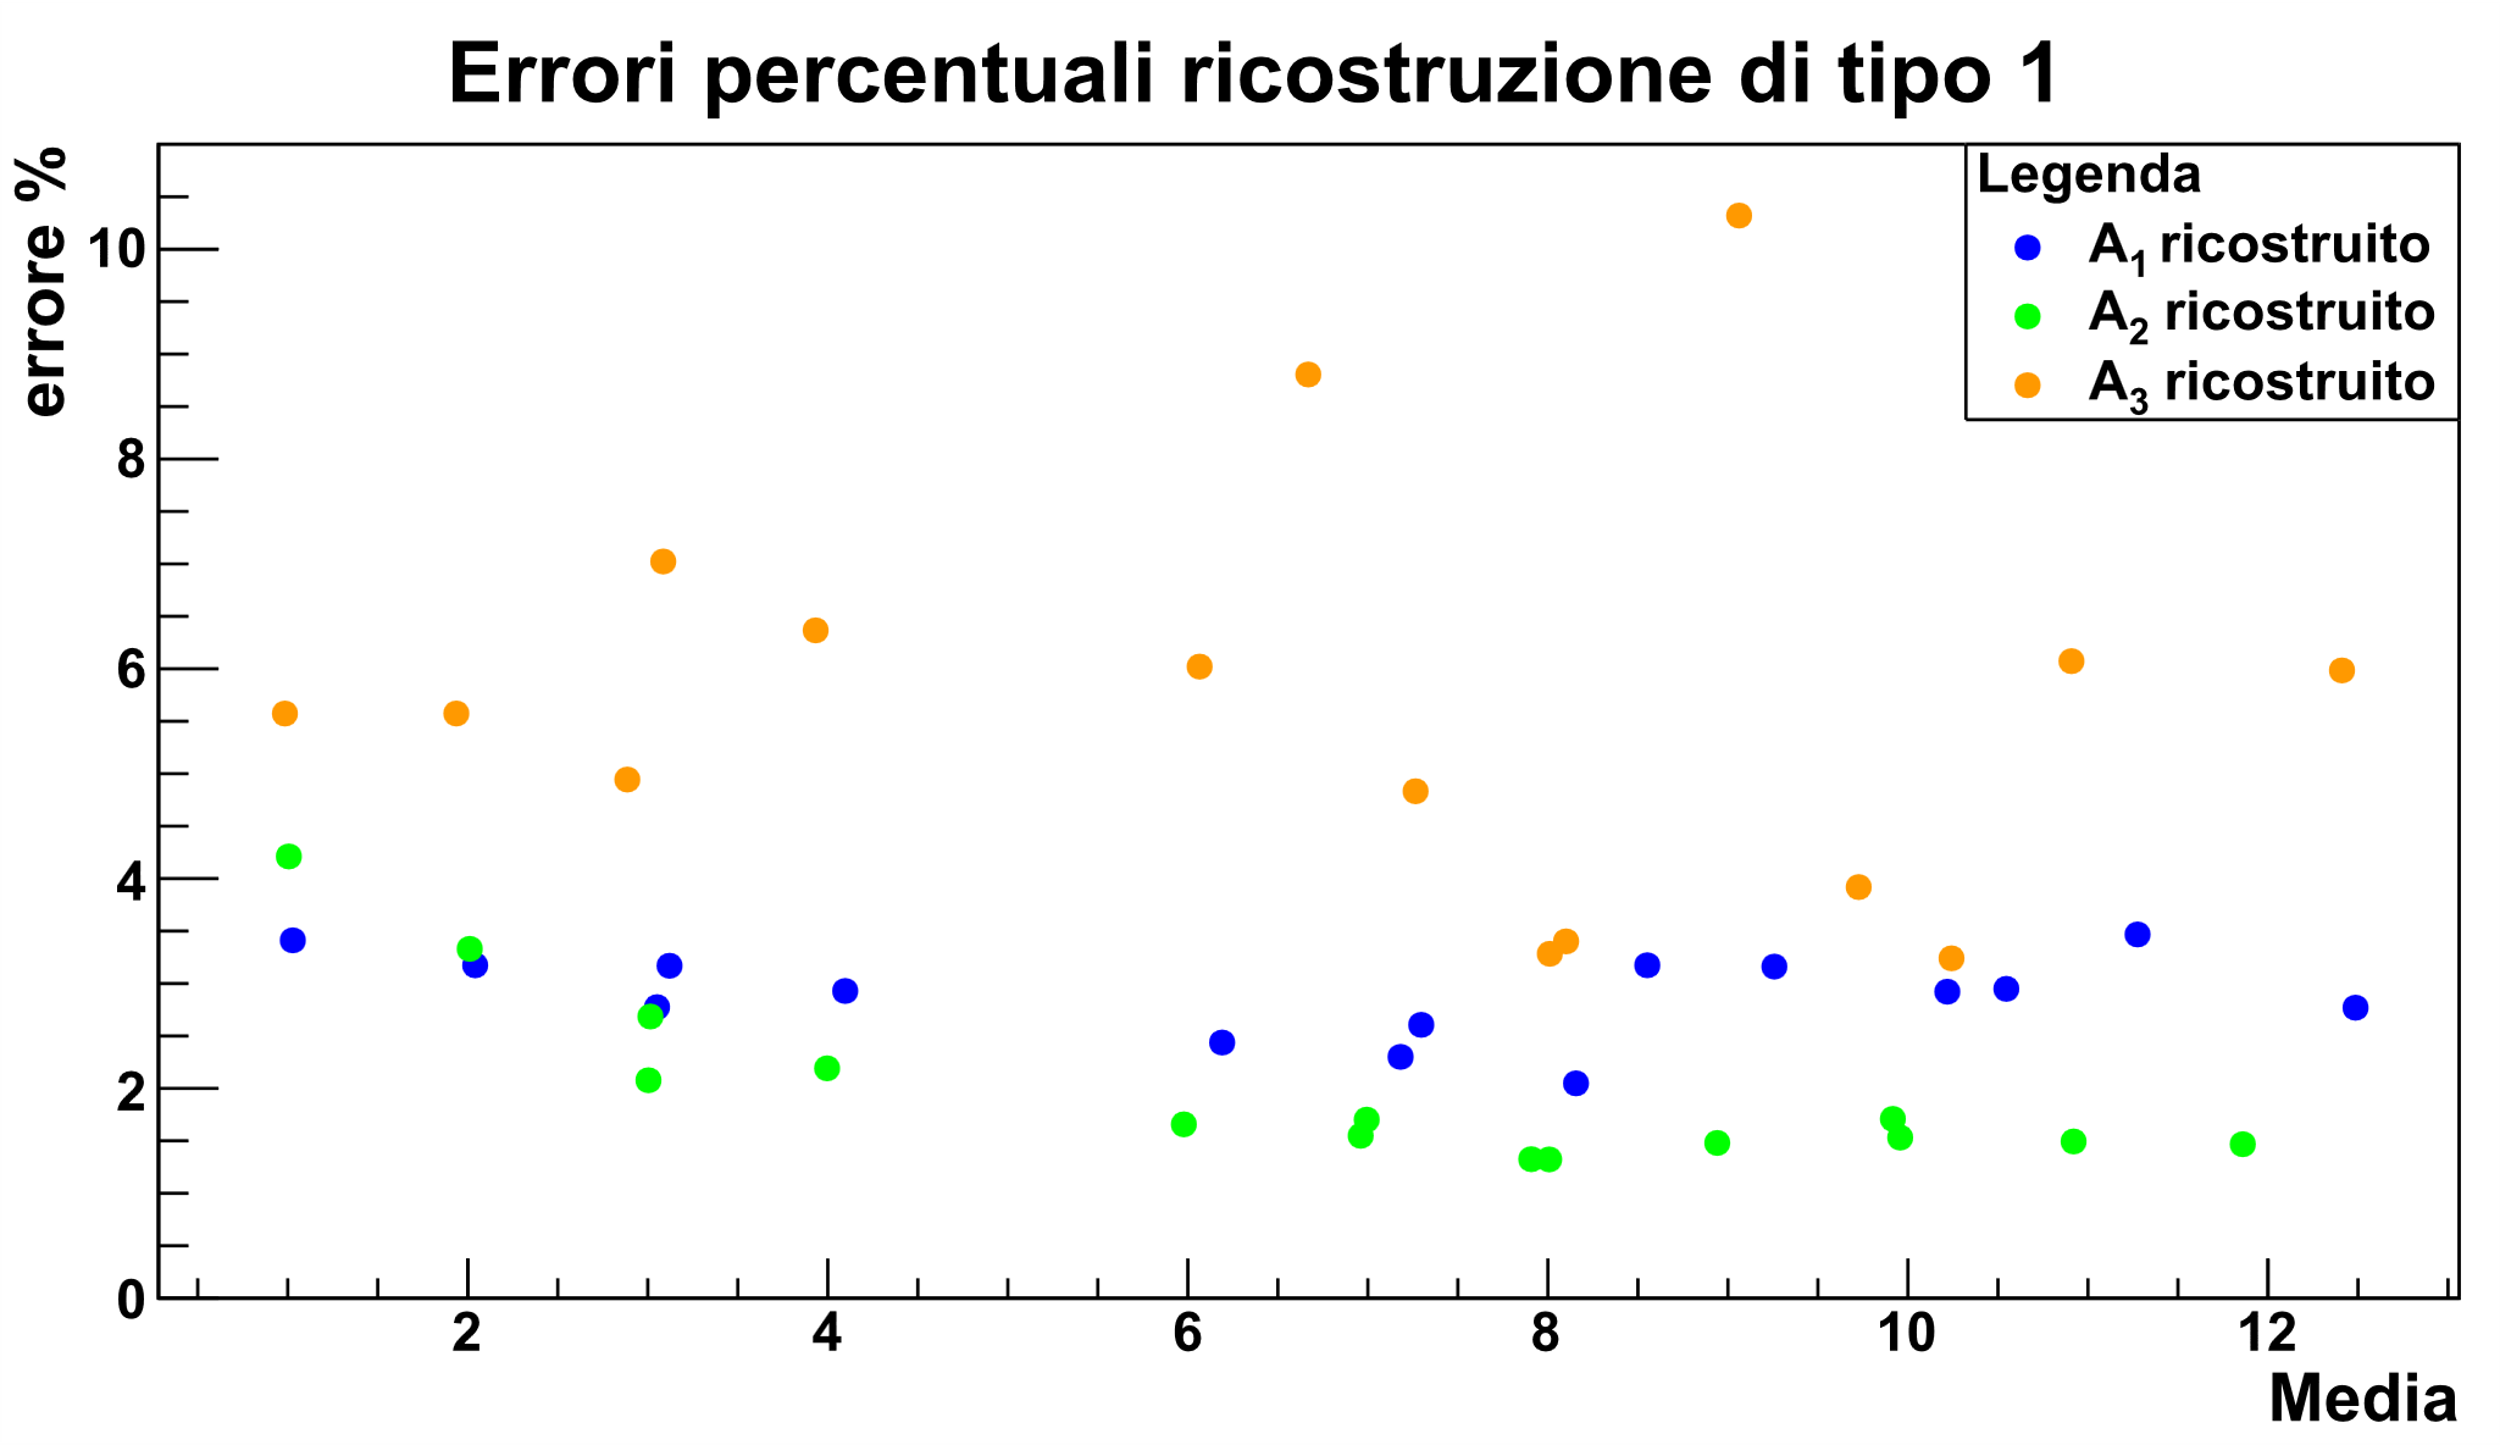 Errori percentuali ricostruzione di tipo 1
errore %
Legenda
A₁ ricostruito
A₂ ricostruito
A₃ ricostruito
10
8
6
4
2
0
2 4 6 8 10 12
Media